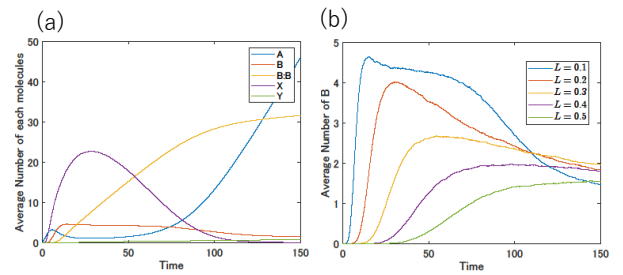 (a)
50
40
30
20
10
0
Average Number of each molecules
0
50
100
150
Time
A
B
B:B
X
Y
(b)
5
4
3
2
1
0
Average Number of B
0
50
100
150
Time
L = 0.1
L = 0.2
L = 0.3
L = 0.4
L = 0.5